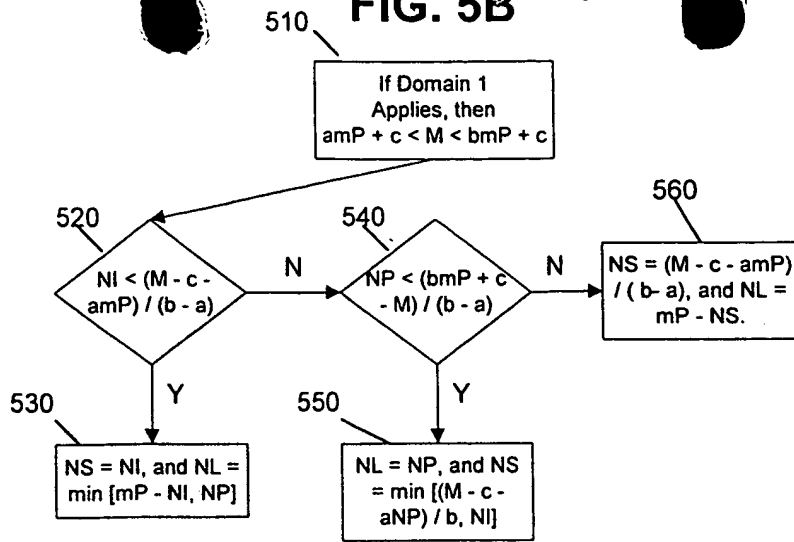 FIG. 5B
510
If Domain 1
Applies, then
amP + c < M < bmP + c
520
NI < (M - c -
amP) / (b - a)
N
540
NP < (bmP + c
- M) / (b - a)
N
560
NS = (M - c - amP)
/ ( b- a), and NL =
mP - NS.
Y
530
NS = NI, and NL =
min [mP - NI, NP]
Y
550
NL = NP, and NS
= min [(M - c -
aNP) / b, NI]